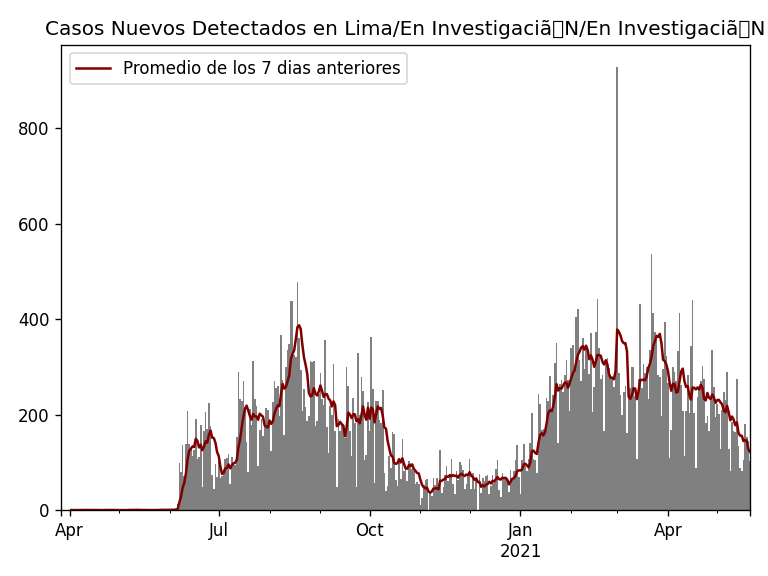 Casos Nuevos Detectados en Lima/En Investigaciã▯N/En Investigaciã▯N
Promedio de los 7 dias anteriores
800
600
400
200
0
Apr
Jul
Oct
Jan
2021
Apr